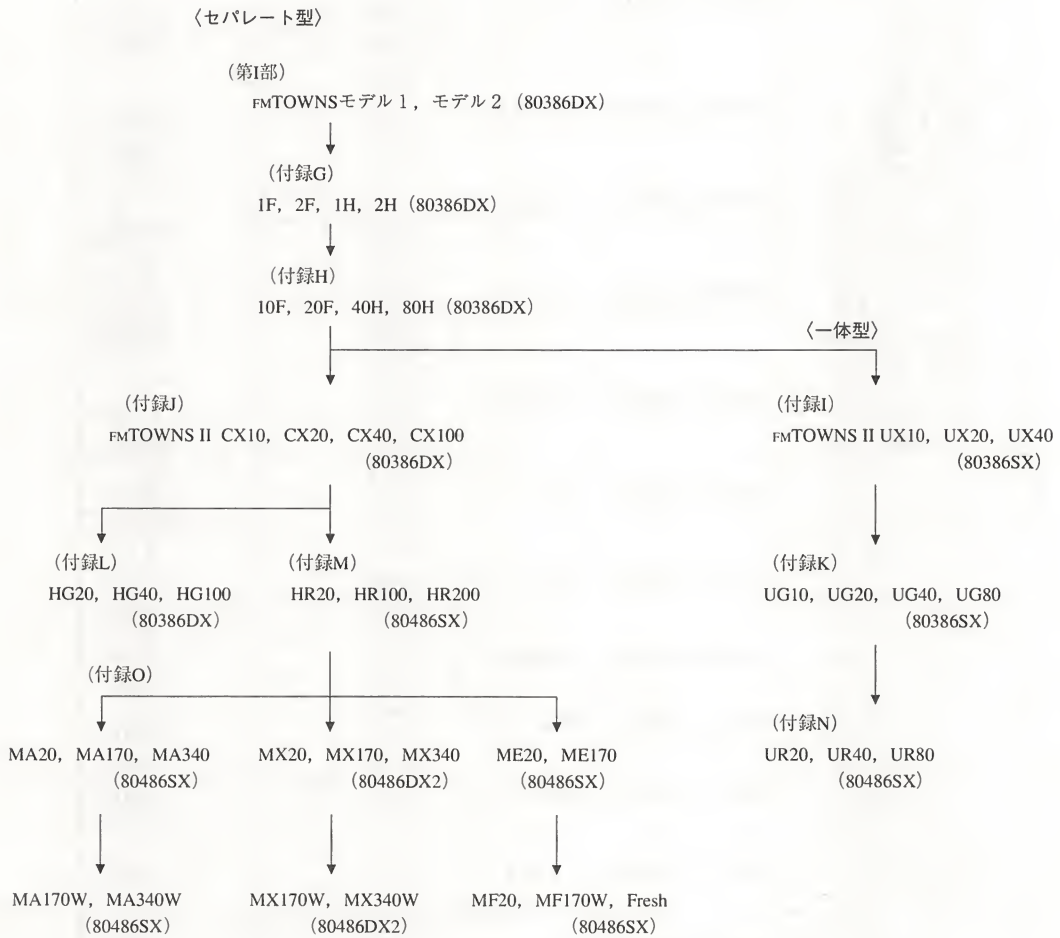 〈セパレート型〉
(第I部)
FMTOWNSモデル1, モデル2 (80386DX)
(付録G)
1F, 2F, 1H, 2H (80386DX)
(付録H)
10F, 20F, 40H, 80H (80386DX)
〈一体型〉
(付録J)
FMTOWNS II CX10, CX20, CX40, CX100
(80386DX)
(付録I)
FMTOWNS II UX10, UX20, UX40
(80386SX)
(付録L)
HG20, HG40, HG100
(80386DX)
(付録M)
HR20, HR100, HR200
(80486SX)
(付録K)
UG10, UG20, UG40, UG80
(80386SX)
(付録O)
MA20, MA170, MA340
(80486SX)
MX20, MX170, MX340
(80486DX2)
ME20, ME170
(80486SX)
(付録N)
UR20, UR40, UR80
(80486SX)
MA170W, MA340W
(80486SX)
MX170W, MX340W
(80486DX2)
MF20, MF170W, Fresh
(80486SX)